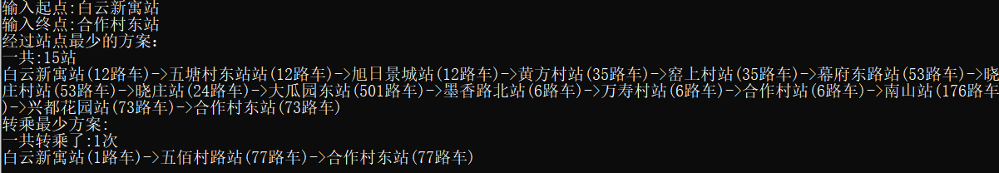 输入起点:白云新寓站
输入终点:合作村东站
经过站点最少的方案:
一共:15站
白云新寓站(12路车)->五塘村东站站(12路车)->旭日景城站(12路车)->黄方村站(35路车)->窑上村站(35路车)->幕府东路站(53路车)->晓
庄村站(53路车)->晓庄站(24路车)->大瓜园东站(501路车)->墨香路北站(6路车)->万寿村站(6路车)->合作村站(6路车)->南山站(176路车
)->兴都花园站(73路车)->合作村东站(73路车)
转乘最少方案:
一共转乘了:1次
白云新寓站(1路车)->五佰村路站(77路车)->合作村东站(77路车)